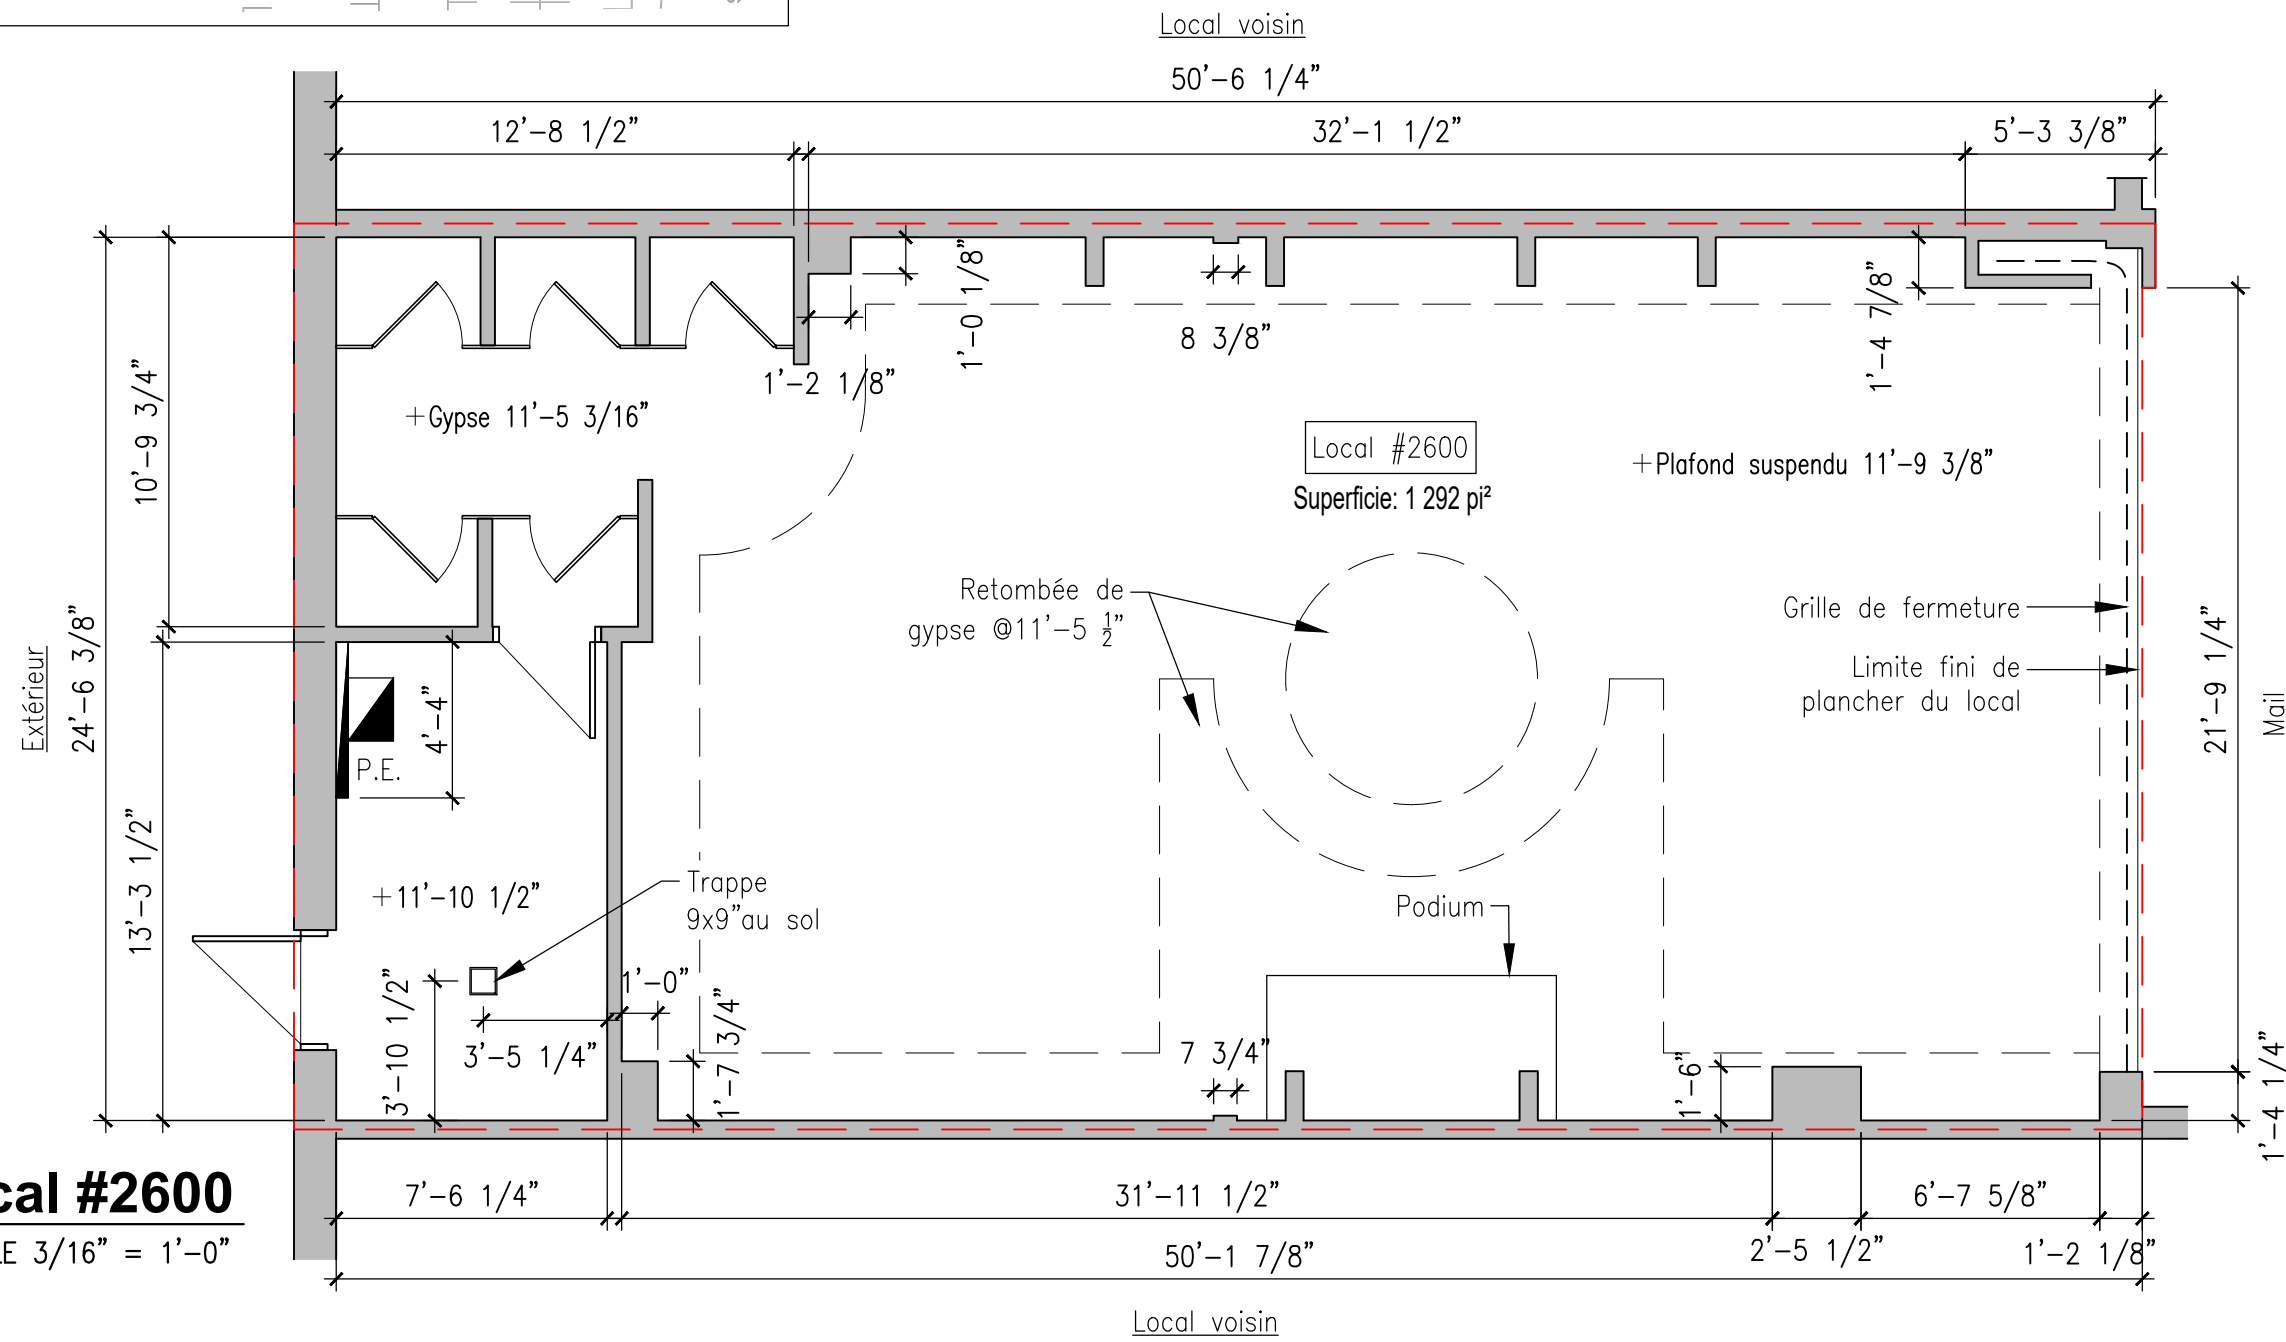 Local voisin
50'-6 1/4"
12'-8 1/2"
32'-1 1/2"
5'-3 3/8"
1'-0 1/8"
8 3/8"
1'-4 7/8"
1'-2 1/8"
10'-9 3/4"
+Gypse 11'-5 3/16"
Local #2600
Superficie: 1 292 pi²
+Plafond suspendu 11'-9 3/8"
Retombée de
gypse @11'-5 ½"
Grille de fermeture
Limite fini de
plancher du local
Extérieur
24'-6 3/8"
21'-9 1/4"
Mail
4'-4"
P.E.
13'-3 1/2"
+11'-10 1/2"
Trappe
9x9"au sol
Podium
1'-0"
3'-10 1/2"
3'-5 1/4"
1'-7 3/4"
7 3/4"
1'-6"
1'-4 1/4"
cal #2600
LE 3/16" = 1'-0"
7'-6 1/4"
31'-11 1/2"
6'-7 5/8"
2'-5 1/2"
1'-2 1/8"
50'-1 7/8"
Local voisin